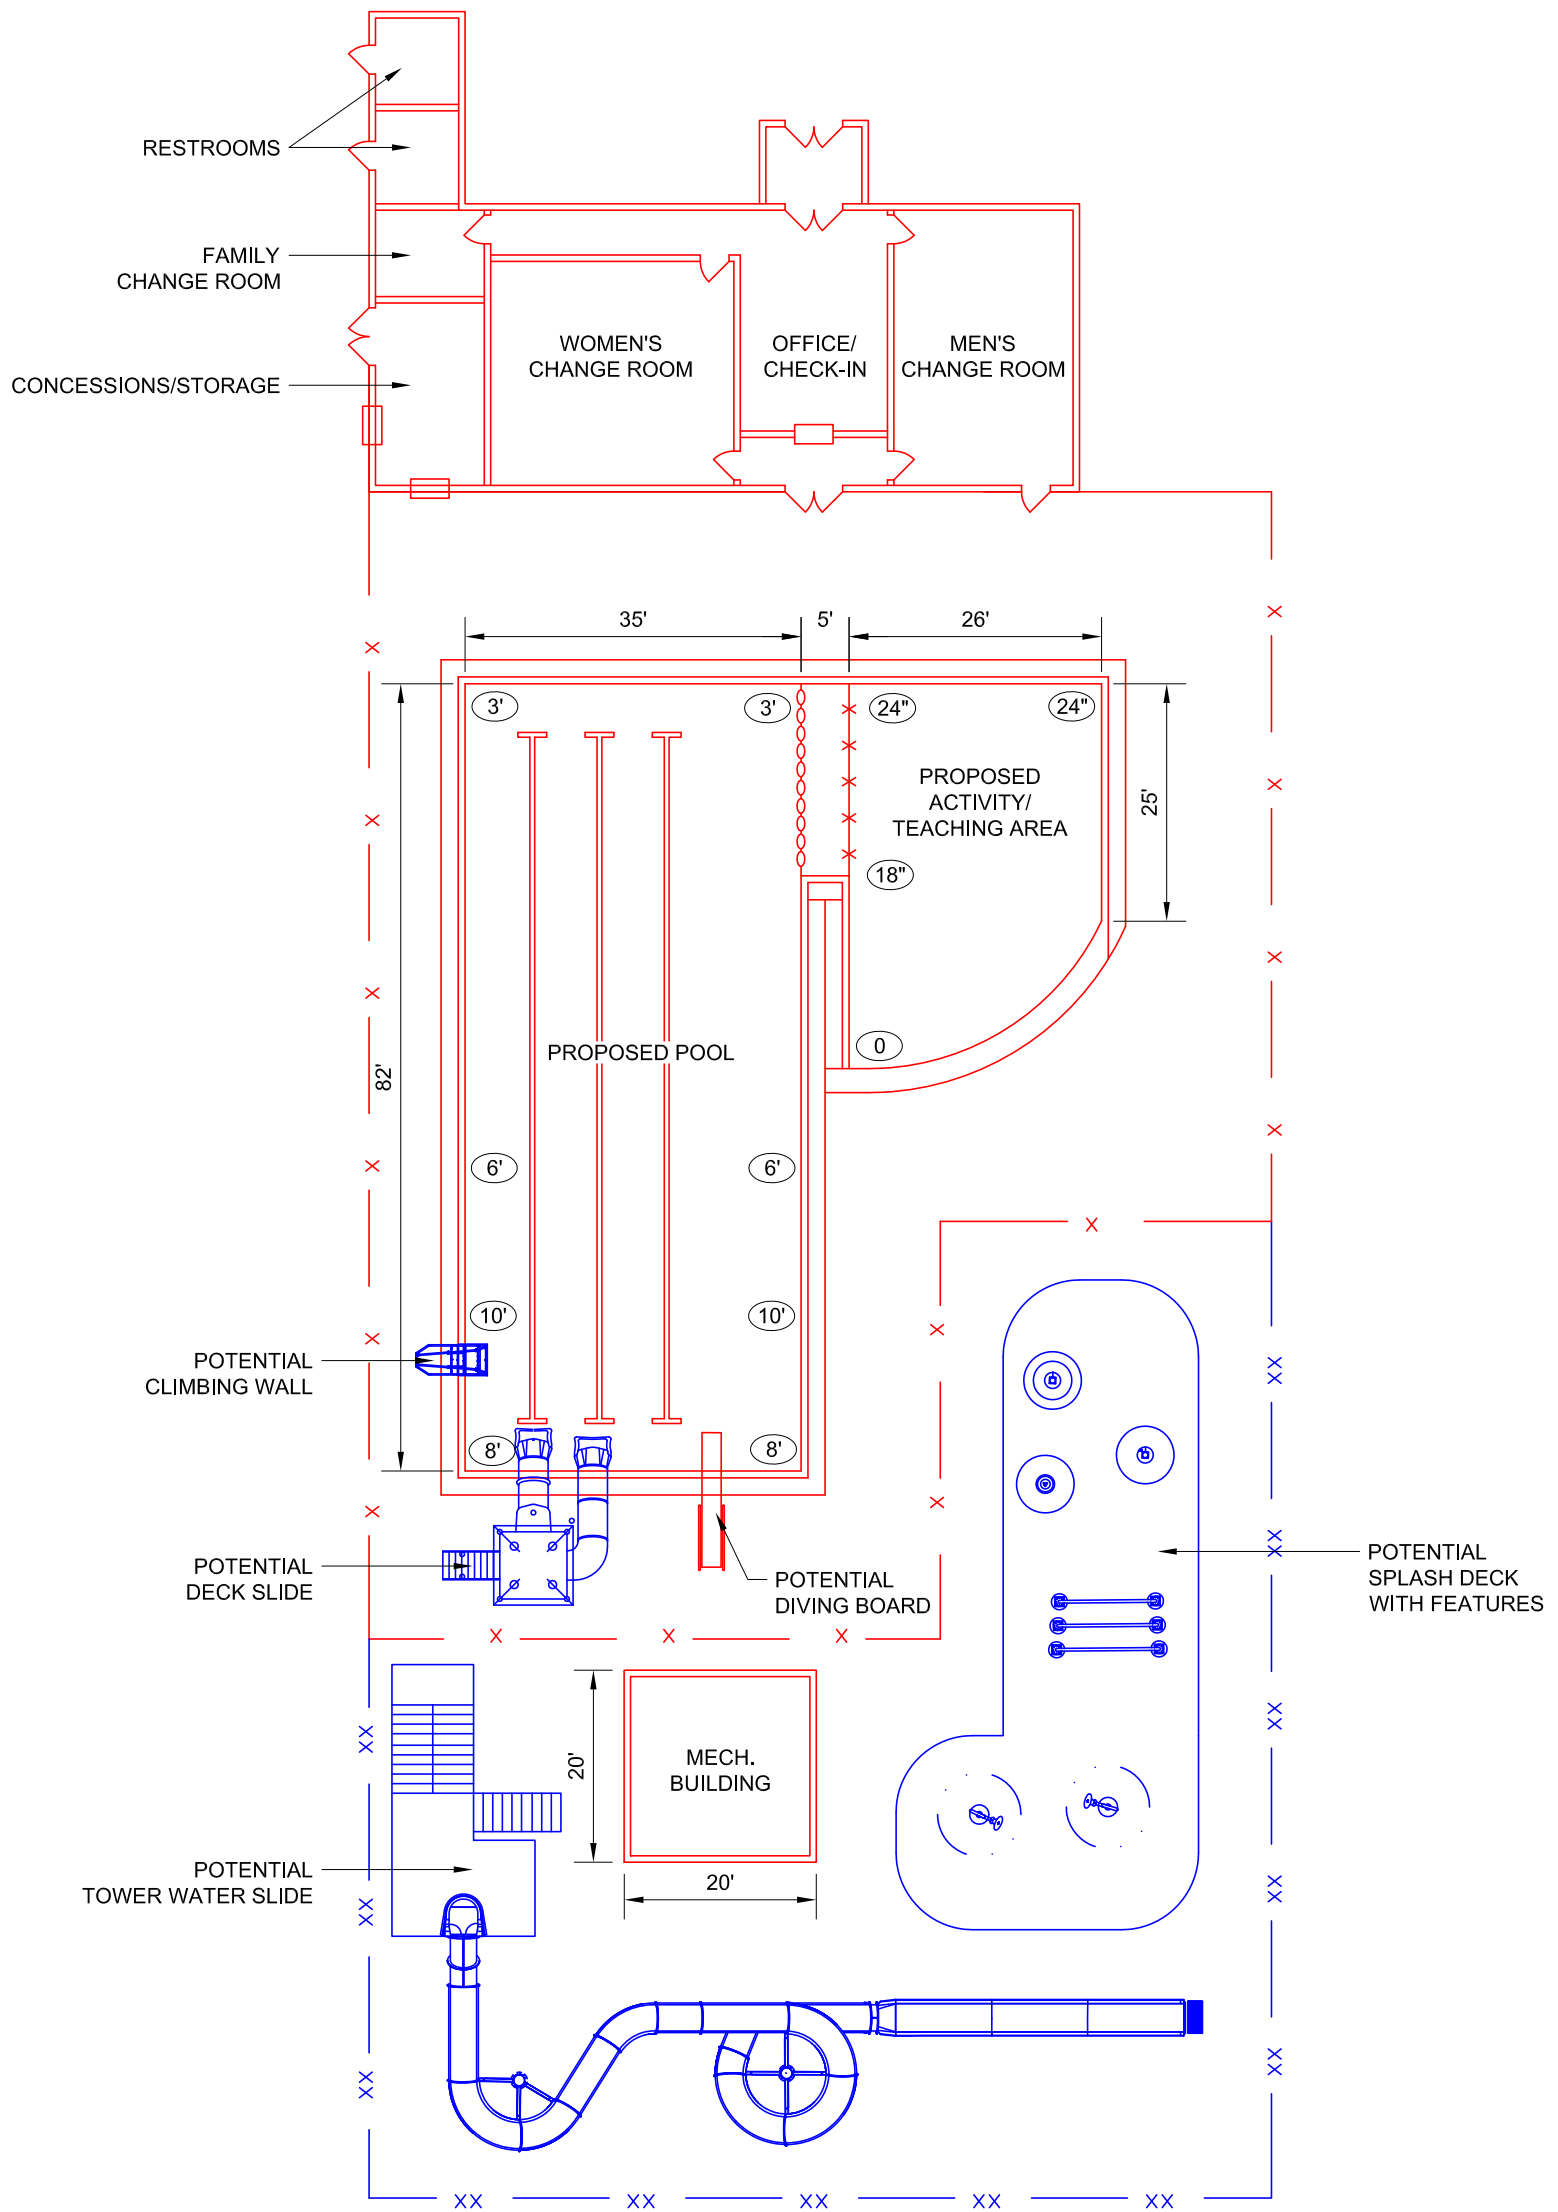 RESTROOMS
FAMILY
CHANGE ROOM
CONCESSIONS/STORAGE
WOMEN'S
CHANGE ROOM
OFFICE/
CHECK-IN
MEN'S
CHANGE ROOM
35'
5'
26'
3'
3'
24"
24"
PROPOSED
ACTIVITY/
TEACHING AREA
25'
18"
0
PROPOSED POOL
82'
6'
6'
10'
10'
POTENTIAL
CLIMBING WALL
8'
8'
POTENTIAL
DECK SLIDE
POTENTIAL
DIVING BOARD
POTENTIAL
SPLASH DECK
WITH FEATURES
20'
MECH.
BUILDING
20'
POTENTIAL
TOWER WATER SLIDE